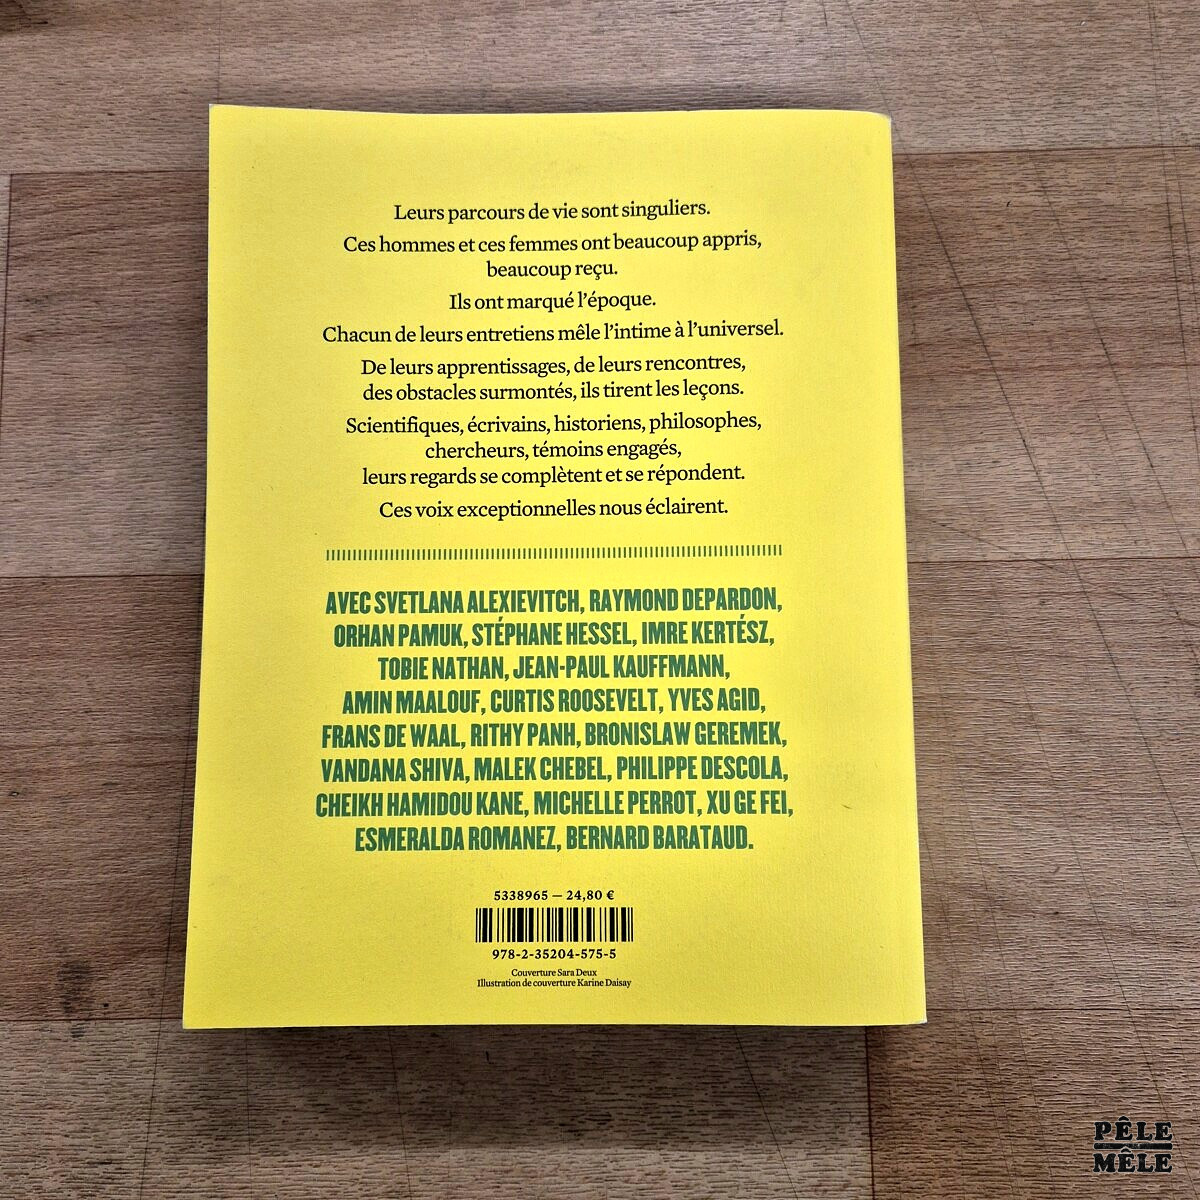 Leurs parcours de vie sont singuliers.
Ces hommes et ces femmes ont beaucoup appris,
beaucoup reçu.
Ils ont marqué l'époque.
Chacun de leurs entretiens mêle l'intime à l'universel.
De leurs apprentissages, de leurs rencontres,
des obstacles surmontés, ils tirent les leçons.
Scientifiques, écrivains, historiens, philosophes,
chercheurs, témoins engagés,
leurs regards se complètent et se répondent.
Ces voix exceptionnelles nous éclairent.
AVEC SVETLANA ALEXIEVITCH, RAYMOND DEPARDON,
ORHAN PAMUK, STÉPHANE HESSEL, IMRE KERTÉSZ,
TOBIE NATHAN, JEAN-PAUL KAUFFMANN,
AMIN MAALOUF, CURTIS ROOSEVELT, YVES AGID,
FRANS DE WAAL, RITHY PANH, BRONISLAW GEREMEK,
VANDANA SHIVA, MALEK CHEBEL, PHILIPPE DESCOLA,
CHEIKH HAMIDOU KANE, MICHELLE PERROT, XU GE FEI,
ESMERALDA ROMANEZ, BERNARD BARATAUD.
5338965 — 24,80 €
978-2-35204-575-5
Couverture Sara Deux
Illustration de couverture Karine Daisay
PÊLE
MÊLE